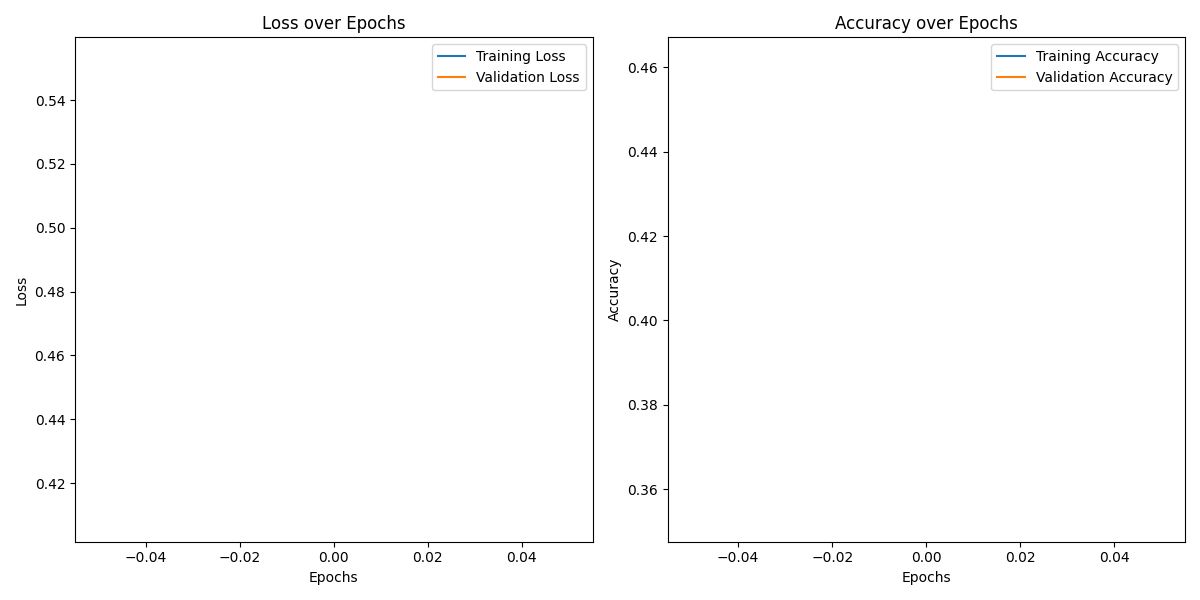 Loss over Epochs
Training Loss
Validation Loss
0.54
0.52
0.50
0.48
0.46
0.44
0.42
Loss
−0.04 −0.02 0.00 0.02 0.04
Epochs
Accuracy over Epochs
Training Accuracy
Validation Accuracy
0.46
0.44
0.42
0.40
0.38
0.36
Accuracy
−0.04 −0.02 0.00 0.02 0.04
Epochs